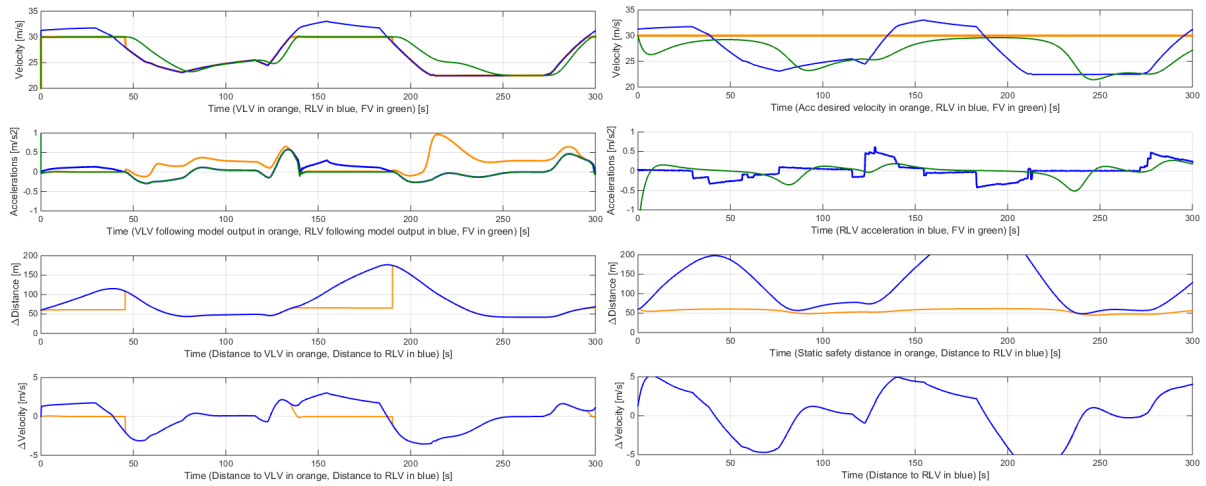 Velocity [m/s]
35
30
25
20
0 50 100 150 200 250 300
Time (VLV in orange, RLV in blue, FV in green) [s]
Accelerations [m/s2]
1
0.5
0
-0.5
-1
0 50 100 150 200 250 300
Time (VLV following model output in orange, RLV following model output in blue, FV in green) [s]
ΔDistance [m]
200
150
100
50
0
0 50 100 150 200 250 300
Time (Distance to VLV in orange, Distance to RLV in blue) [s]
ΔVelocity [m/s]
5
0
-5
0 50 100 150 200 250 300
Time (Distance to VLV in orange, Distance to RLV in blue) [s]
Velocity [m/s]
35
30
25
20
0 50 100 150 200 250 300
Time (Acc desired velocity in orange, RLV in blue, FV in green) [s]
Accelerations [m/s2]
1
0.5
0
-0.5
-1
0 50 100 150 200 250 300
Time (RLV acceleration in blue, FV in green) [s]
ΔDistance [m]
200
150
100
50
0
0 50 100 150 200 250 300
Time (Static safety distance in orange, Distance to RLV in blue) [s]
ΔVelocity [m/s]
5
0
-5
0 50 100 150 200 250 300
Time (Distance to RLV in blue) [s]